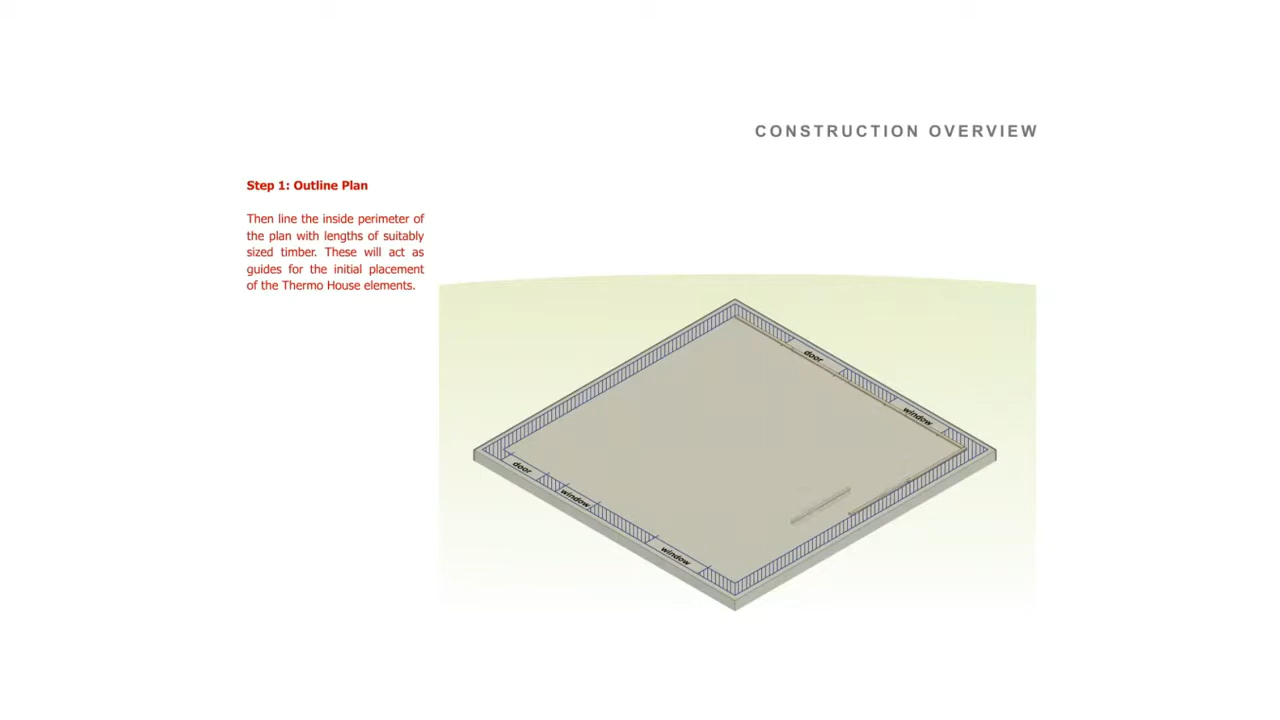 CONSTRUCTION OVERVIEW
Step 1: Outline Plan
Then line the inside perimeter of
the plan with lengths of suitably
sized timber. These will act as
guides for the initial placement
of the Thermo House elements.
door
window
door
window
window